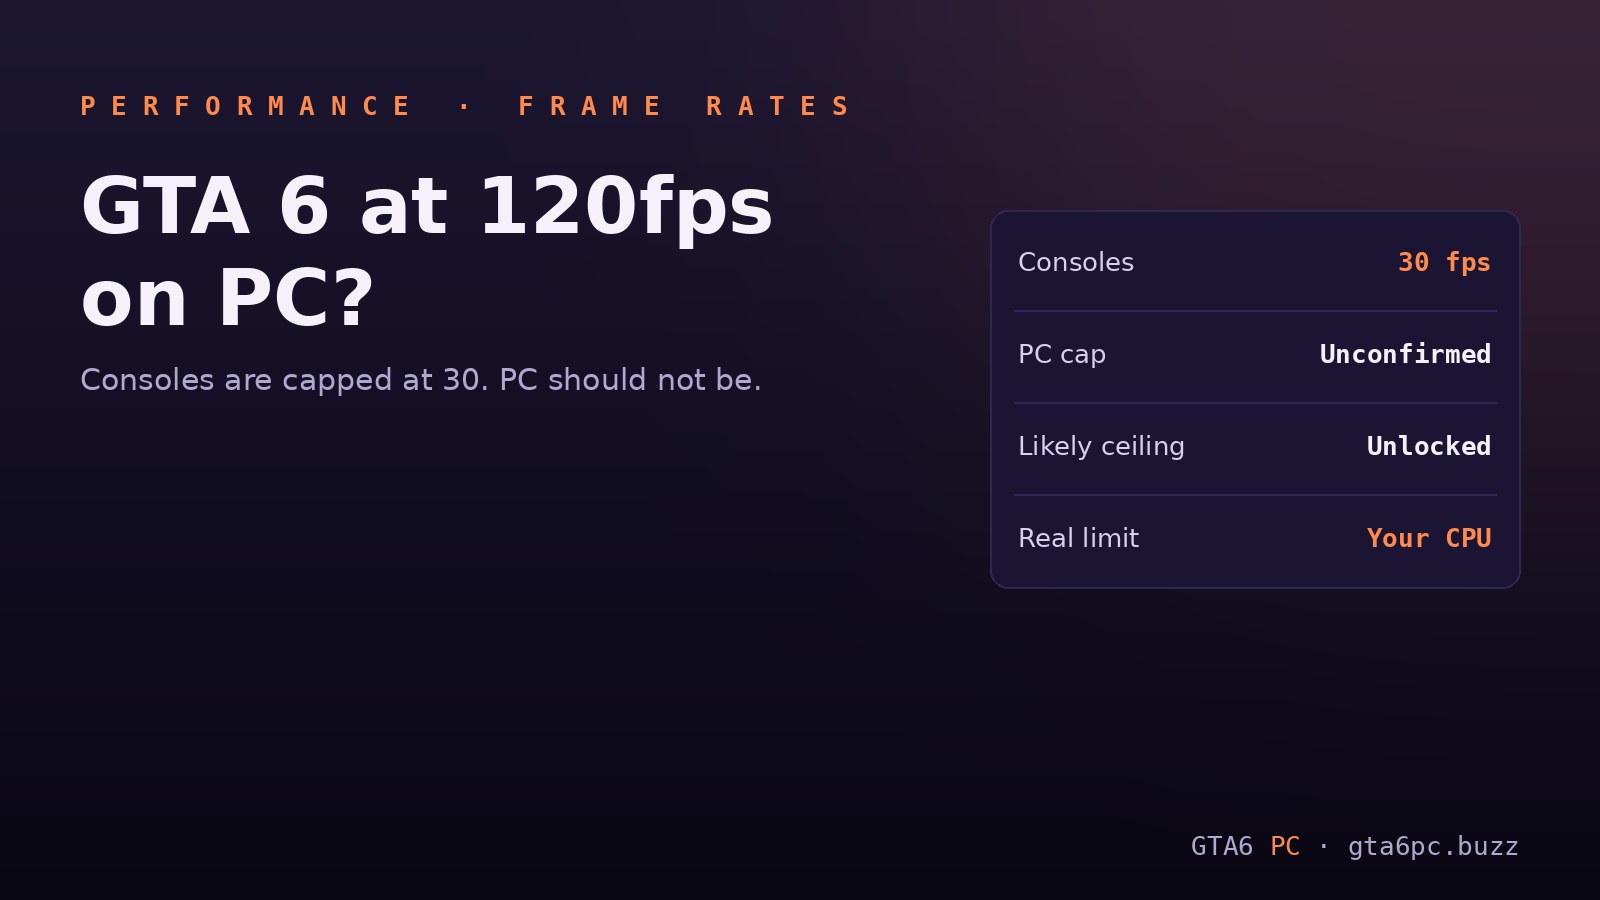 PERFORMANCE · FRAME RATES
GTA 6 at 120fps
on PC?
Consoles are capped at 30. PC should not be.
Consoles 30 fps
PC cap Unconfirmed
Likely ceiling Unlocked
Real limit Your CPU
GTA6 PC · gta6pc.buzz